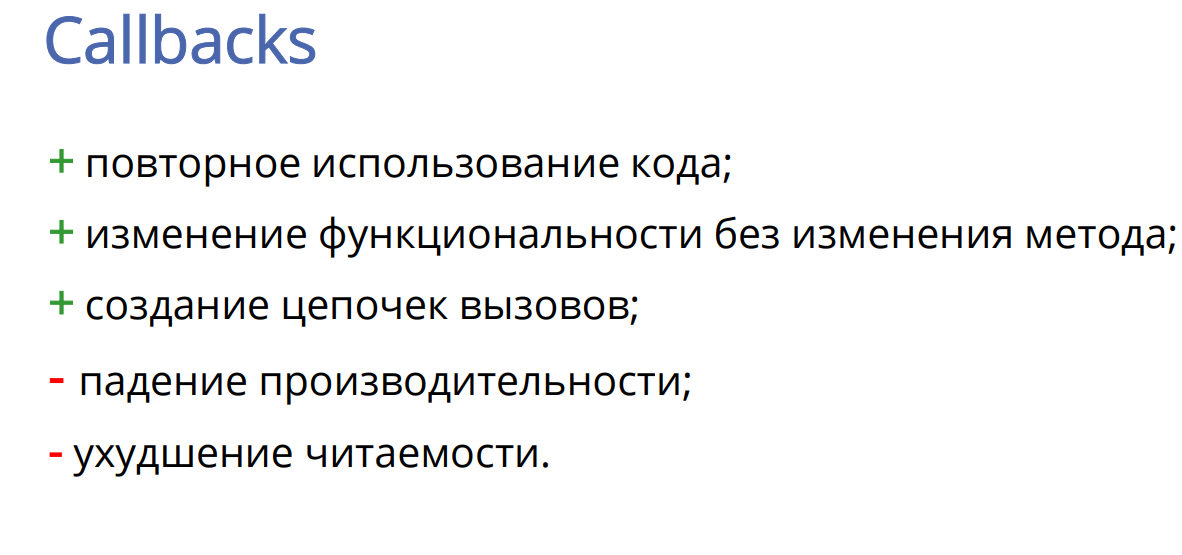 Callbacks
+ повторное использование кода;
+ изменение функциональности без изменения метода;
+ создание цепочек вызовов;
- падение производительности;
- ухудшение читаемости.